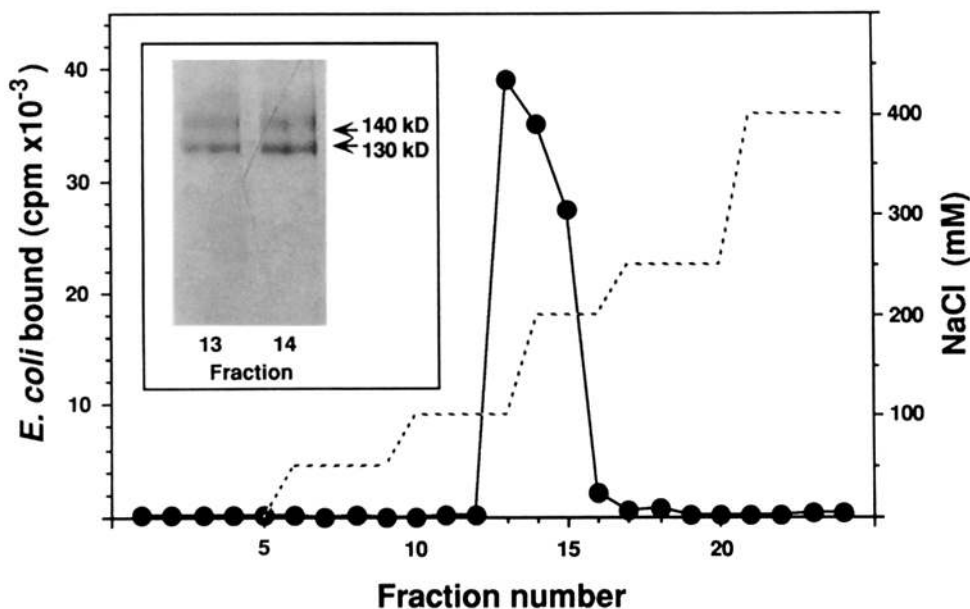 E. coli bound (cpm x10-3)
40
30
20
10
140 kD
130 kD
13 14
Fraction
400
300
200
100
NaCl (mM)
5 10 15 20
Fraction number